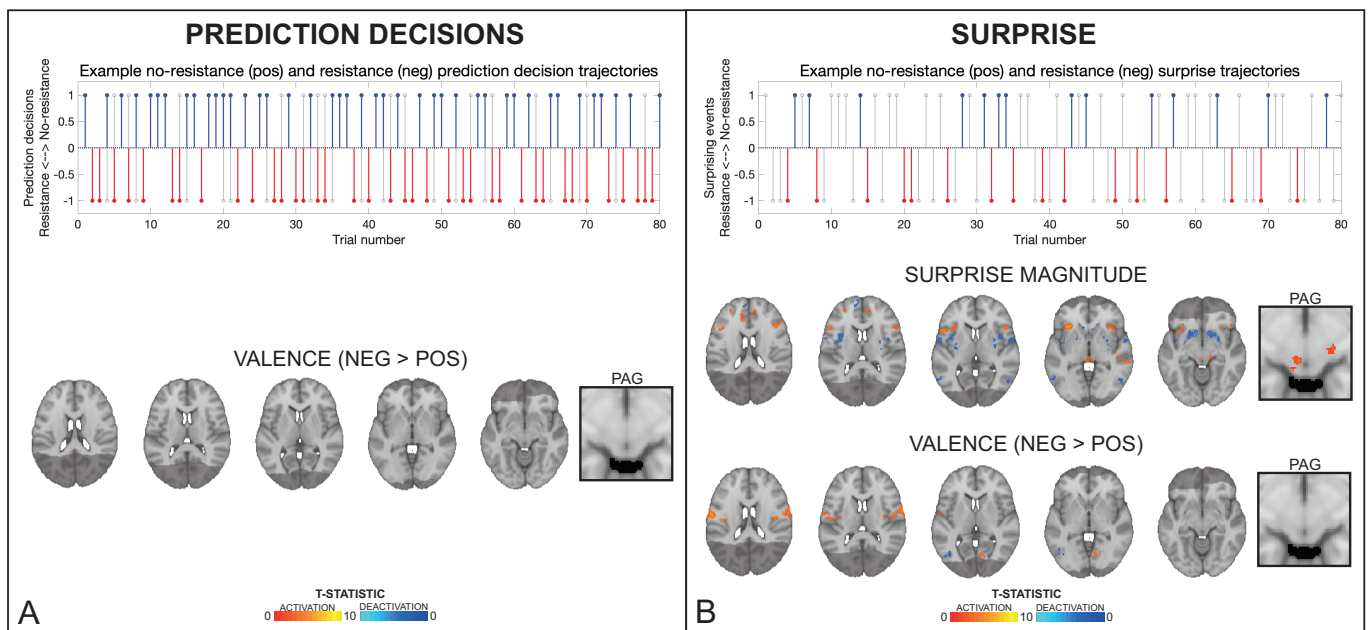 PREDICTION DECISIONS
Example no-resistance (pos) and resistance (neg) prediction decision trajectories
Prediction decisions
Resistance <--> No-resistance
1
0.5
0
-0.5
-1
0 10 20 30 40 50 60 70 80
Trial number
VALENCE (NEG > POS)
PAG
T-STATISTIC
ACTIVATION DEACTIVATION
0 10 0
A
SURPRISE
Example no-resistance (pos) and resistance (neg) surprise trajectories
Surprising events
Resistance <--> No-resistance
1
0.5
0
-0.5
-1
0 10 20 30 40 50 60 70 80
Trial number
SURPRISE MAGNITUDE
PAG
VALENCE (NEG > POS)
PAG
T-STATISTIC
ACTIVATION DEACTIVATION
0 10 0
B